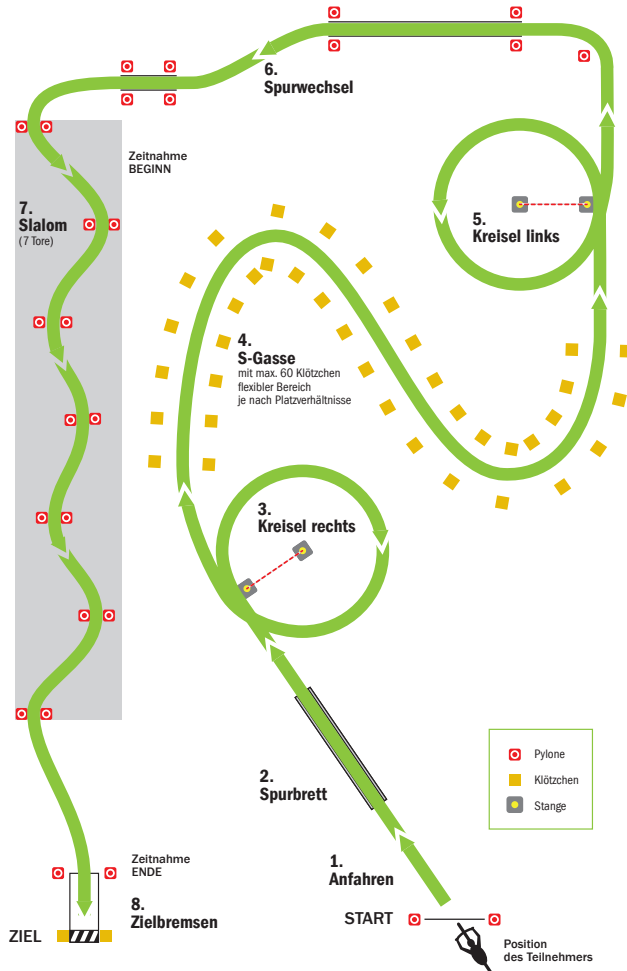 6.
Spurwechsel
Zeitnahme
BEGINN
7.
Slalom
(7 Tore)
5.
Kreisel links
4.
S-Gasse
mit max. 60 Klötzchen
flexibler Bereich
je nach Platzverhältnisse
3.
Kreisel rechts
2.
Spurbrett
Pylone
Klötzchen
Stange
1.
Anfahren
Zeitnahme
ENDE
8.
Zielbremsen
ZIEL
START
Position
des Teilnehmers